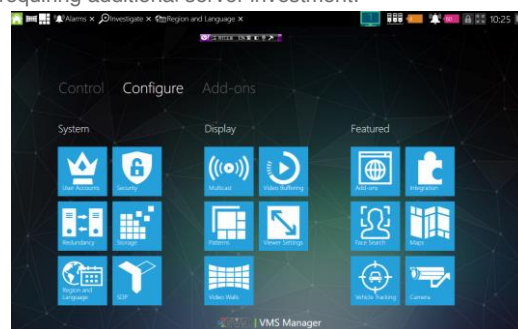 requiring additional server investment.
Alarms × Investigate × Region and Language ×
60 10:25
Control Configure Add-ons
System Display Featured
User Accounts Security Multicast Video Buffering Add-ons Integration
Redundancy Storage Patterns Viewer Settings Face Search Maps
Region and Language SDP Video Walls Vehicle Tracking Camera
VMS Manager